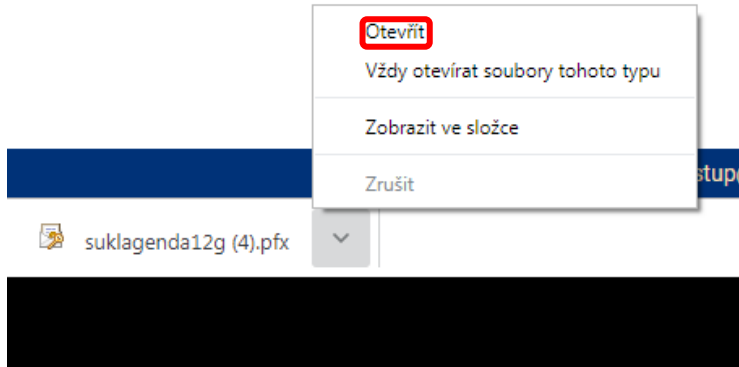 Otevřít
Vždy otevírat soubory tohoto typu
Zobrazit ve složce
Zrušit
suklagenda12g (4).pfx